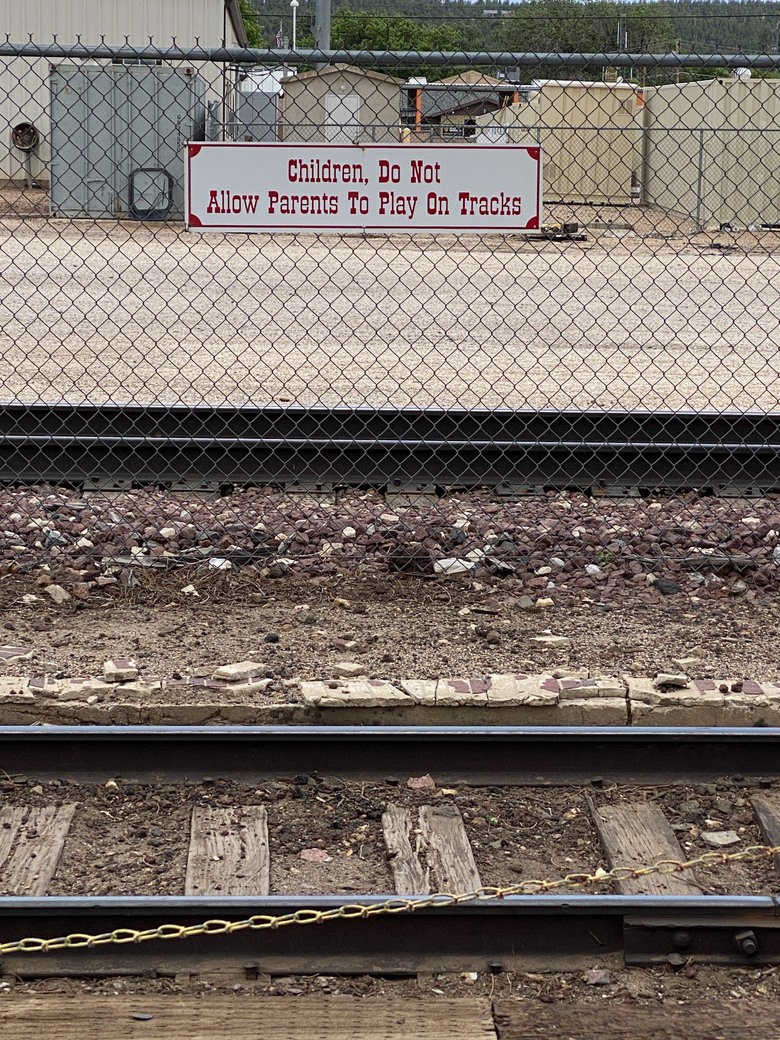 Children, Do Not
Allow Parents To Play On Tracks